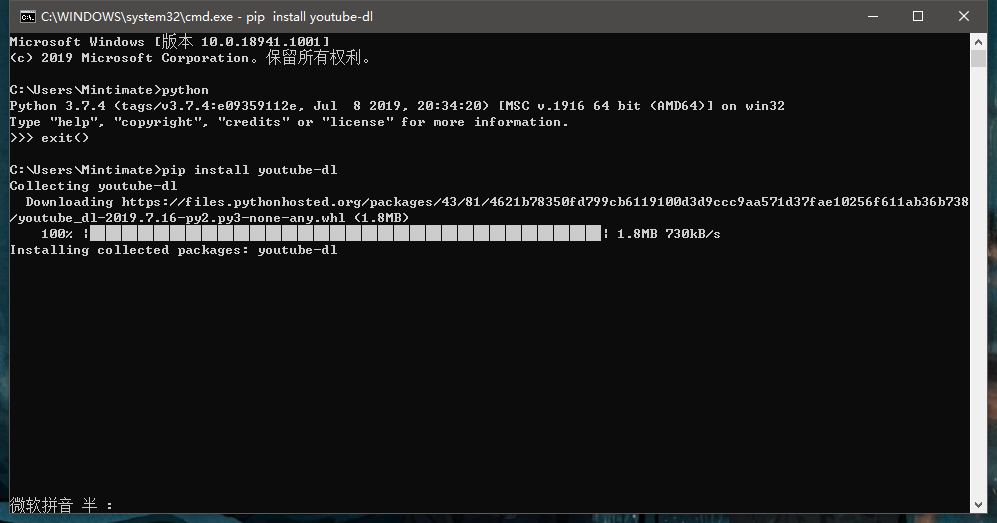 C:\WINDOWS\system32\cmd.exe - pip  install youtube-dl
Microsoft Windows [版本 10.0.18941.1001]
(c) 2019 Microsoft Corporation。保留所有权利。
C:\Users\Mintimate>python
Python 3.7.4 (tags/v3.7.4:e09359112e, Jul  8 2019, 20:34:20) [MSC v.1916 64 bit (AMD64)] on win32
Type "help", "copyright", "credits" or "license" for more information.
>>> exit()
C:\Users\Mintimate>pip install youtube-dl
Collecting youtube-dl
  Downloading https://files.pythonhosted.org/packages/43/81/4621b78350fd799cb6119100d3d9ccc9aa571d37fae10256f611ab36b738
/youtube_dl-2019.7.16-py2.py3-none-any.whl (1.8MB)
    100% |████████████████████████████████| 1.8MB 730kB/s
Installing collected packages: youtube-dl
微软拼音 半 :